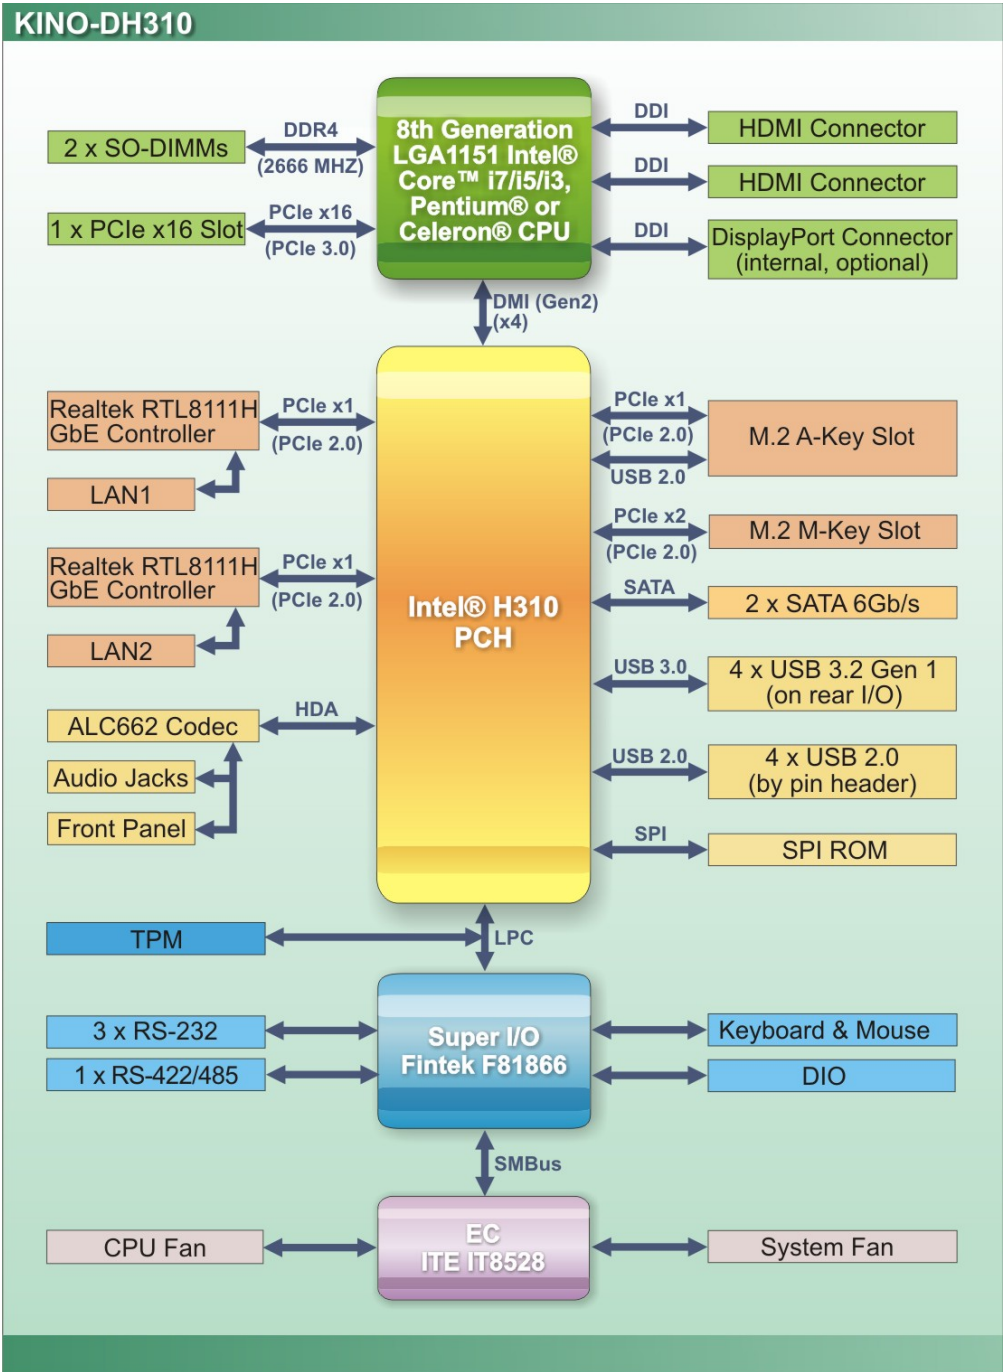 KINO-DH310
8th Generation
LGA1151 Intel®
Core™ i7/i5/i3,
Pentium® or
Celeron® CPU
2 x SO-DIMMs
DDR4
(2666 MHZ)
1 x PCIe x16 Slot
PCIe x16
(PCIe 3.0)
DDI
HDMI Connector
DDI
HDMI Connector
DDI
DisplayPort Connector
(internal, optional)
DMI (Gen2)
(x4)
Intel® H310
PCH
Realtek RTL8111H
GbE Controller
PCIe x1
(PCIe 2.0)
LAN1
Realtek RTL8111H
GbE Controller
PCIe x1
(PCIe 2.0)
LAN2
ALC662 Codec
HDA
Audio Jacks
Front Panel
PCIe x1
(PCIe 2.0)
USB 2.0
M.2 A-Key Slot
PCIe x2
(PCIe 2.0)
M.2 M-Key Slot
SATA
2 x SATA 6Gb/s
USB 3.0
4 x USB 3.2 Gen 1
(on rear I/O)
USB 2.0
4 x USB 2.0
(by pin header)
SPI
SPI ROM
TPM
LPC
Super I/O
Fintek F81866
3 x RS-232
1 x RS-422/485
Keyboard & Mouse
DIO
SMBus
EC
ITE IT8528
CPU Fan
System Fan